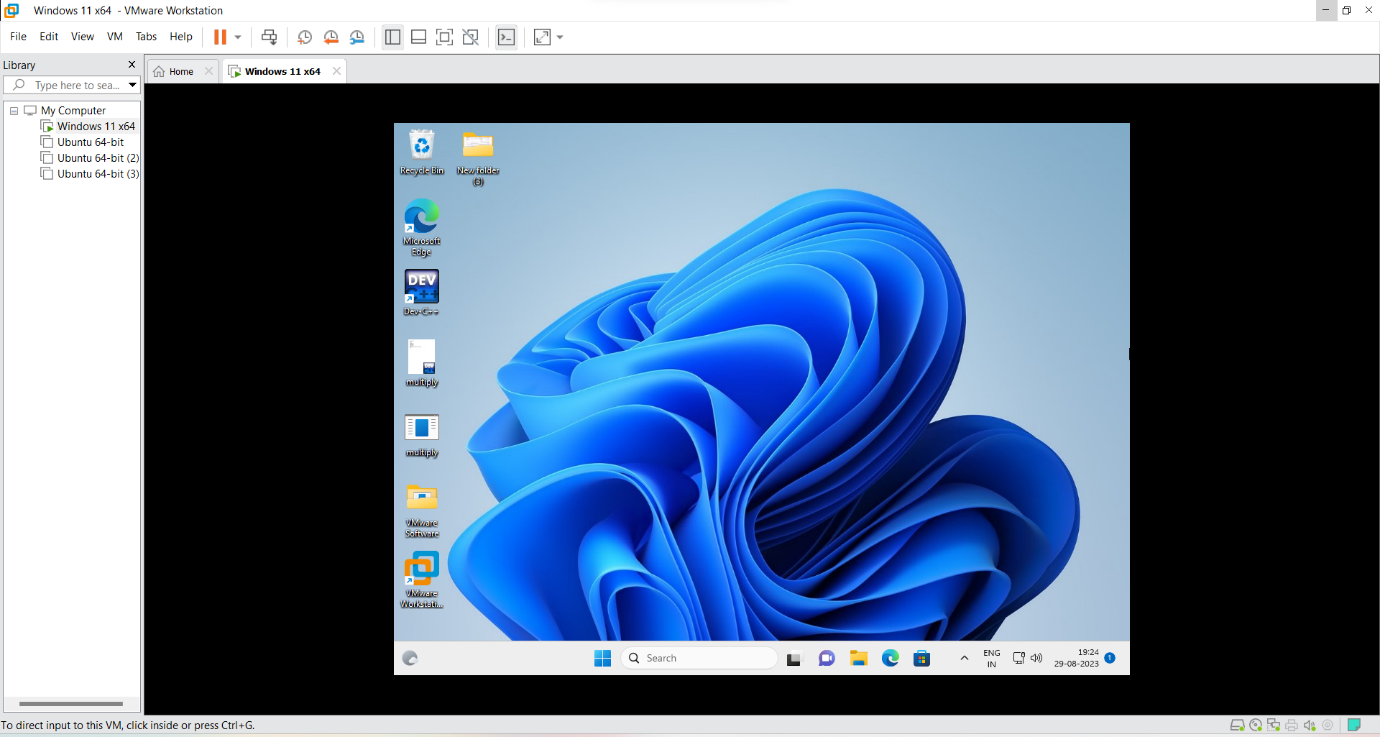 Windows 11 x64 - VMware Workstation
File Edit View VM Tabs Help
Library
Home
Windows 11 x64
Type here to sea...
My Computer
Windows 11 x64
Ubuntu 64-bit
Ubuntu 64-bit (2)
Ubuntu 64-bit (3)
Recycle Bin
New folder
(3)
Microsoft
Edge
DEV
C++
Dev-C++
multiply
multiply
VMware
Software
VMware
Workstati...
Search
ENG
IN
19:24
29-08-2023
1
To direct input to this VM, click inside or press Ctrl+G.